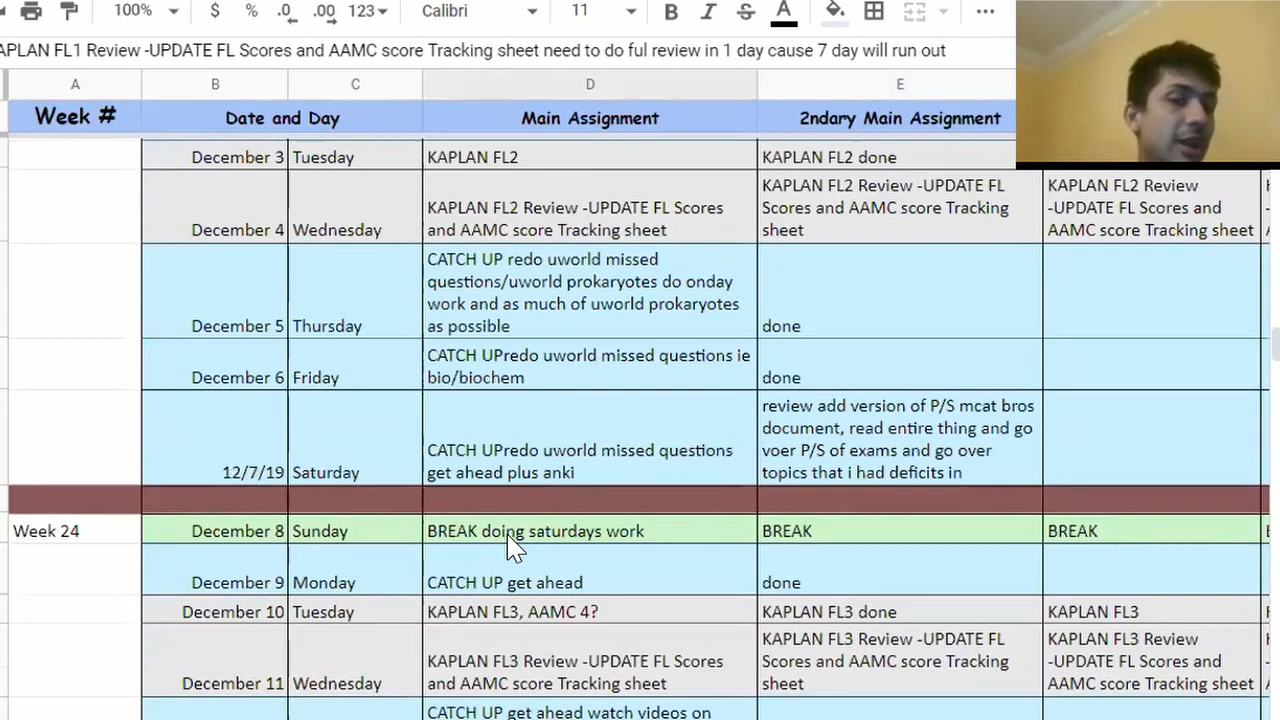 100%
$ % .0 .00 123
Calibri
11
B I S A
APLAN FL1 Review -UPDATE FL Scores and AAMC score Tracking sheet need to do ful review in 1 day cause 7 day will run out
A B C D E
Week # Date and Day Main Assignment 2ndary Main Assignment
December 3 Tuesday KAPLAN FL2 KAPLAN FL2 done
December 4 Wednesday
KAPLAN FL2 Review -UPDATE FL Scores
and AAMC score Tracking sheet
KAPLAN FL2 Review -UPDATE FL
Scores and AAMC score Tracking
sheet
KAPLAN FL2 Review
-UPDATE FL Scores and
AAMC score Tracking sheet
December 5 Thursday
CATCH UP redo uworld missed
questions/uworld prokaryotes do onday
work and as much of uworld prokaryotes
as possible
done
December 6 Friday
CATCH UPredo uworld missed questions ie
bio/biochem
done
12/7/19 Saturday
CATCH UPredo uworld missed questions
get ahead plus anki
review add version of P/S mcat bros
document, read entire thing and go
voer P/S of exams and go over
topics that i had deficits in
Week 24 December 8 Sunday BREAK doing saturdays work BREAK BREAK
December 9 Monday CATCH UP get ahead done
December 10 Tuesday KAPLAN FL3, AAMC 4? KAPLAN FL3 done KAPLAN FL3
December 11 Wednesday
KAPLAN FL3 Review -UPDATE FL Scores
and AAMC score Tracking sheet
KAPLAN FL3 Review -UPDATE FL
Scores and AAMC score Tracking
sheet
KAPLAN FL3 Review
-UPDATE FL Scores and
AAMC score Tracking sheet
CATCH UP get ahead watch videos on